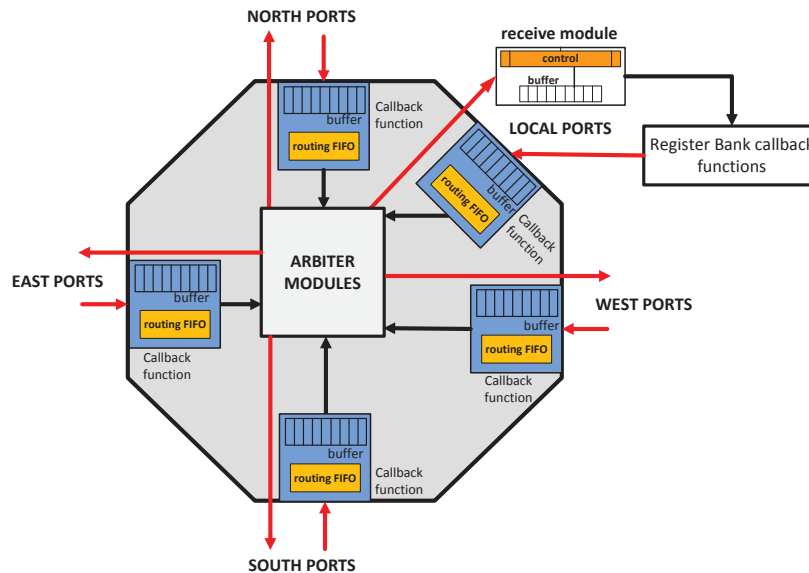 NORTH PORTS
receive module
control
buffer
Callback
function
buffer
routing FIFO
LOCAL PORTS
Register Bank callback
functions
buffer
routing FIFO
Callback
function
ARBITER
MODULES
EAST PORTS
buffer
routing FIFO
Callback
function
WEST PORTS
buffer
routing FIFO
Callback
function
buffer
routing FIFO
Callback
function
SOUTH PORTS